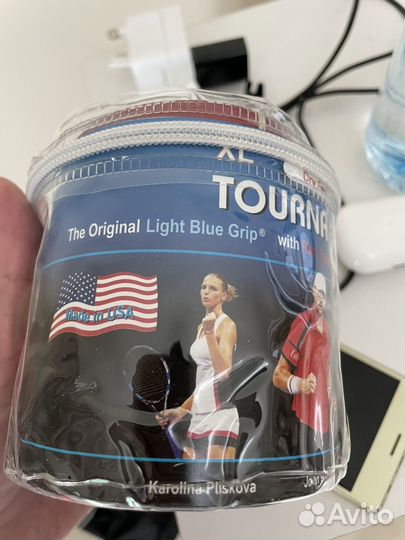 XL
TOURNA
The Original Light Blue Grip® with
Made in USA
Karolina Pliskova
Avito